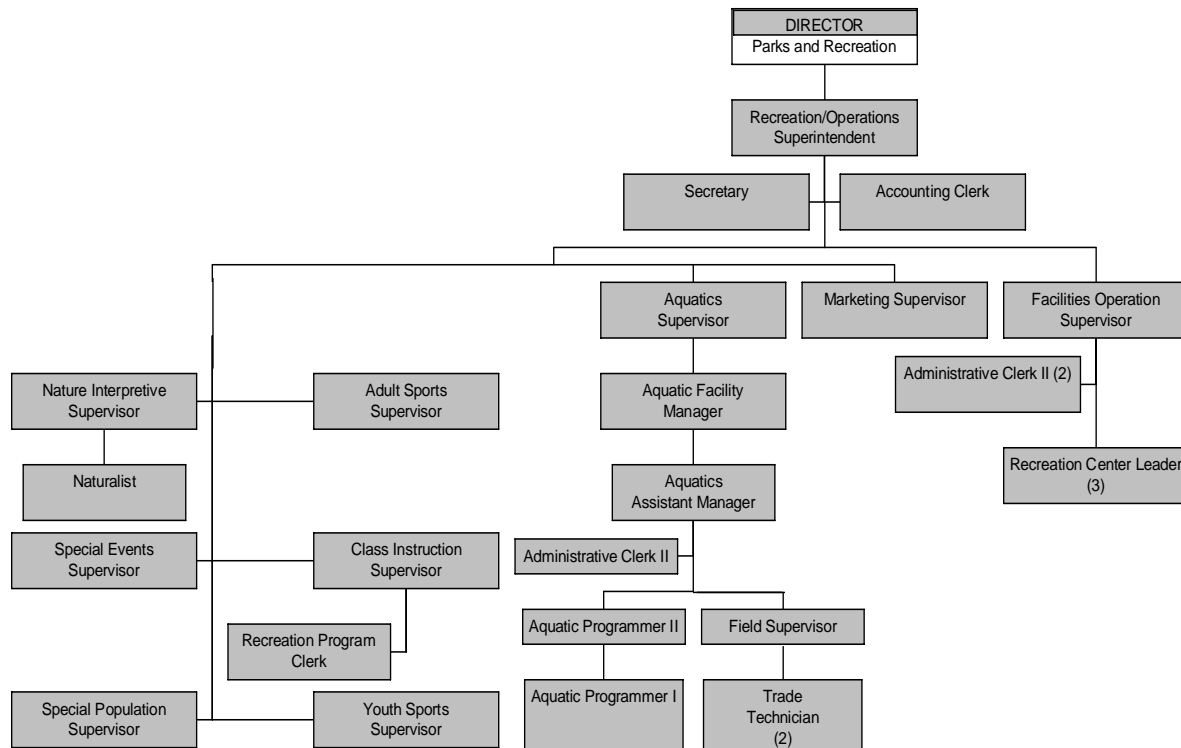 DIRECTOR
Parks and Recreation
Recreation/Operations
Superintendent
Secretary
Accounting Clerk
Aquatics
Supervisor
Marketing Supervisor
Facilities Operation
Supervisor
Administrative Clerk II (2)
Nature Interpretive
Supervisor
Adult Sports
Supervisor
Aquatic Facility
Manager
Naturalist
Aquatics
Assistant Manager
Recreation Center Leader
(3)
Special Events
Supervisor
Class Instruction
Supervisor
Administrative Clerk II
Recreation Program
Clerk
Aquatic Programmer II
Field Supervisor
Special Population
Supervisor
Youth Sports
Supervisor
Aquatic Programmer I
Trade
Technician
(2)